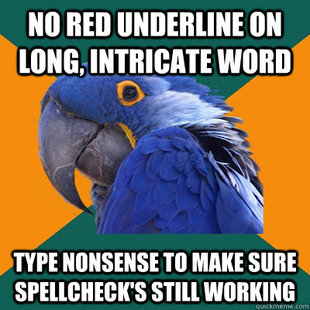 NO RED UNDERLINE ON
LONG, INTRICATE WORD
TYPE NONSENSE TO MAKE SURE
SPELLCHECK'S STILL WORKING
quickmeme.com